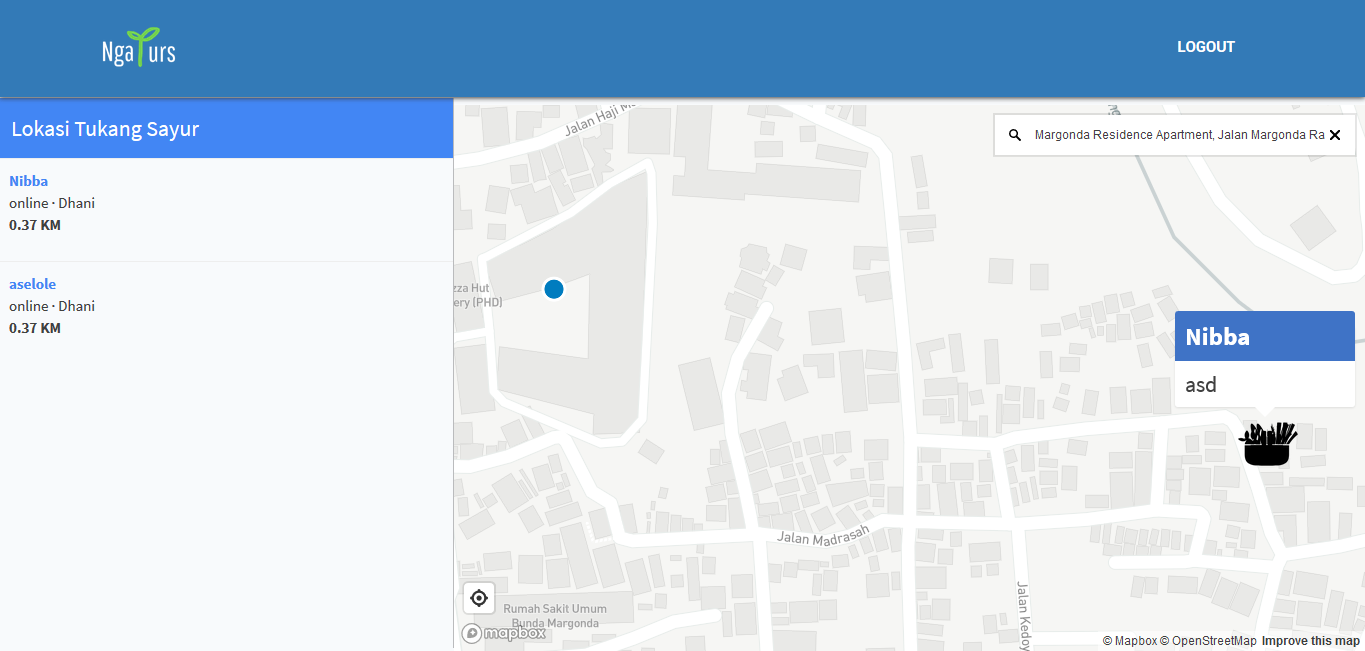 NgaTurs
LOGOUT
Lokasi Tukang Sayur
Nibba
online · Dhani
0.37 KM
aselole
online · Dhani
0.37 KM
Jalan Haji M
Margonda Residence Apartment, Jalan Margonda Ra
zza Hut
ery (PHD)
Nibba
asd
Jalan Madrasah
Jalan Kedoy
Rumah Sakit Umum
Bunda Margonda
mapbox
© Mapbox © OpenStreetMap Improve this map